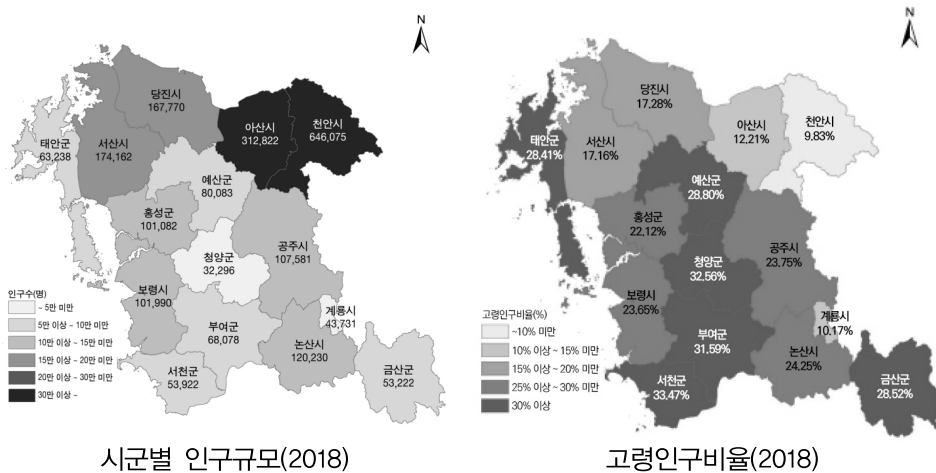 N
당진시
167,770
아산시
312,822
천안시
646,075
태안군
63,238
서산시
174,162
예산군
80,083
홍성군
101,082
공주시
107,581
청양군
32,296
보령시
101,990
계룡시
43,731
부여군
68,078
논산시
120,230
서천군
53,922
금산군
53,222
인구수(명)
~ 5만 미만
5만 이상 ~ 10만 미만
10만 이상 ~ 15만 미만
15만 이상 ~ 20만 미만
20만 이상 ~ 30만 미만
30만 이상 ~
시군별 인구규모(2018)
N
당진시
17,28%
아산시
12,21%
천안시
9,83%
태안군
28,41%
서산시
17,16%
예산군
28,80%
홍성군
22,12%
공주시
23,75%
청양군
32,56%
보령시
23,65%
계룡시
10,17%
부여군
31,59%
논산시
24,25%
서천군
33,47%
금산군
28,52%
고령인구비율(%)
~10% 미만
10% 이상 ~ 15% 미만
15% 이상 ~ 20% 미만
25% 이상 ~ 30% 미만
30% 이상
고령인구비율(2018)